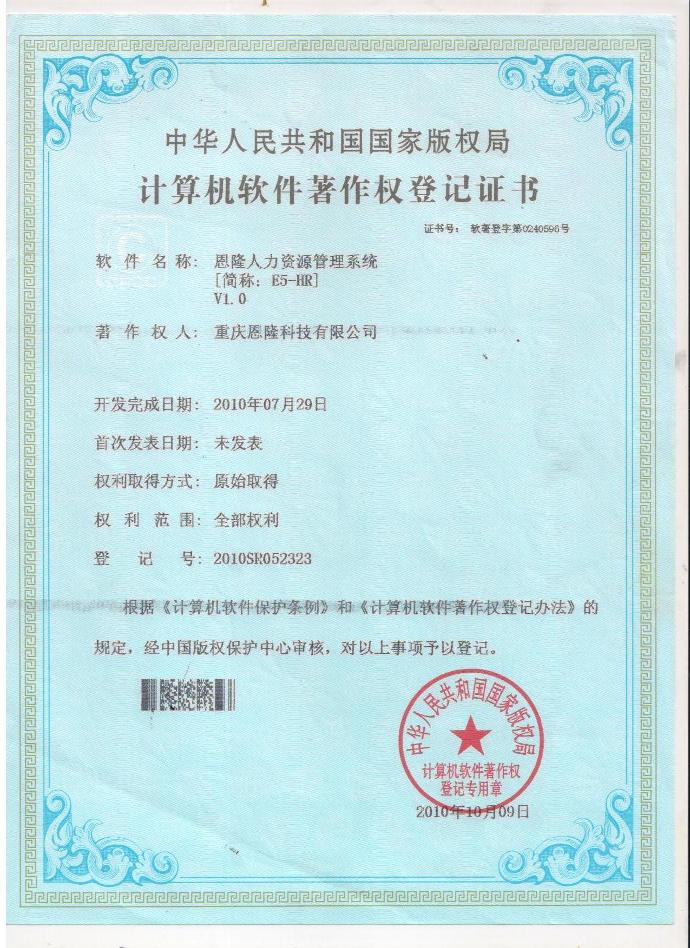 中华人民共和国国家版权局
计算机软件著作权登记证书
证书号： 软著登字第0240596号
软件名称： 恩隆人力资源管理系统
[简称：E5-HR]
V1.0
著作权人： 重庆恩隆科技有限公司
开发完成日期： 2010年07月29日
首次发表日期： 未发表
权利取得方式： 原始取得
权利范围： 全部权利
登记号： 2010SR052323
根据《计算机软件保护条例》和《计算机软件著作权登记办法》的
规定，经中国版权保护中心审核，对以上事项予以登记。
中华人民共和国国家版权局
计算机软件著作权
登记专用章
2010年10月09日